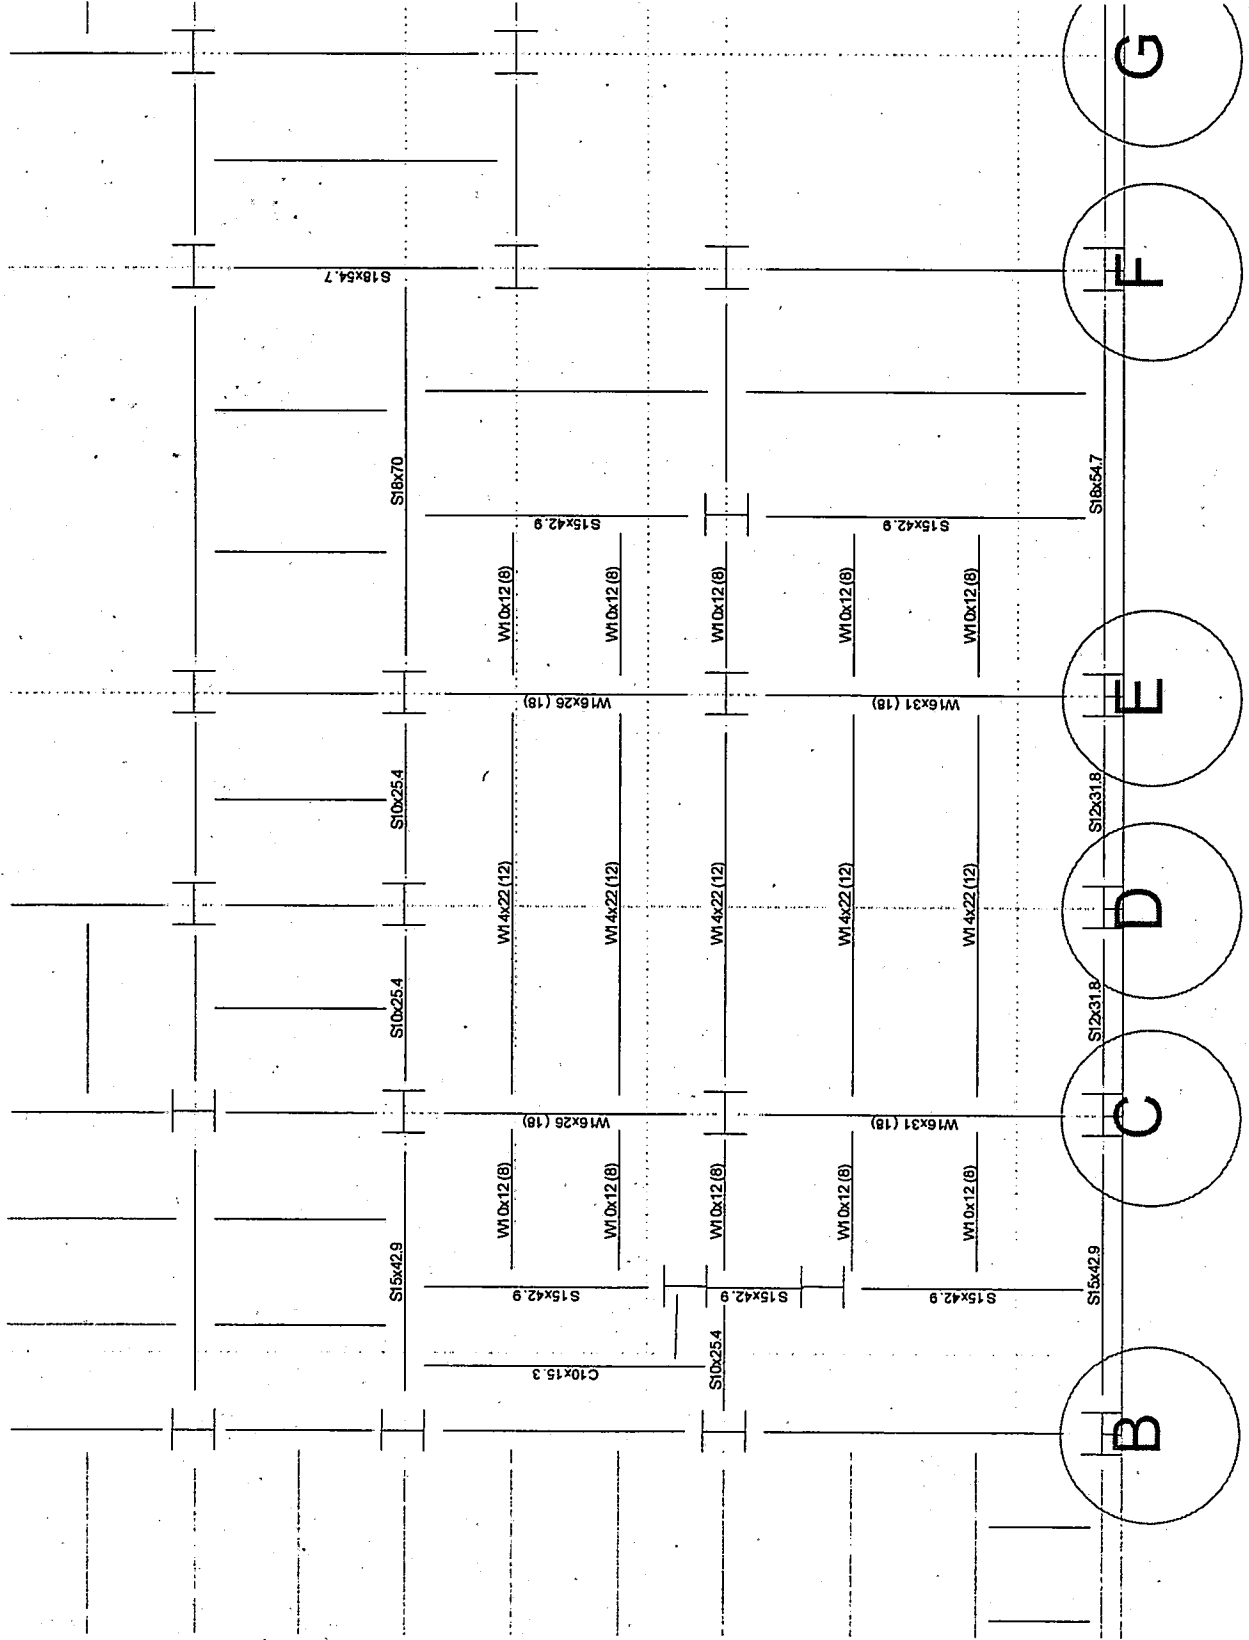 G
F
S18x54.7
S18x70
S18x54.7
S15x42.9
S15x42.9
W10x12 (8)
W10x12 (8)
W10x12 (8)
W10x12 (8)
W10x12 (8)
E
W16x26 (18)
W16x31 (18)
S10x25.4
S12x31.8
D
W14x22 (12)
W14x22 (12)
W14x22 (12)
W14x22 (12)
W14x22 (12)
S10x25.4
S12x31.8
C
W16x26 (18)
W16x31 (18)
W10x12 (8)
W10x12 (8)
W10x12 (8)
W10x12 (8)
W10x12 (8)
S15x42.9
S15x42.9
S15x42.9
S15x42.9
S15x42.9
S10x25.4
C10x15.3
B